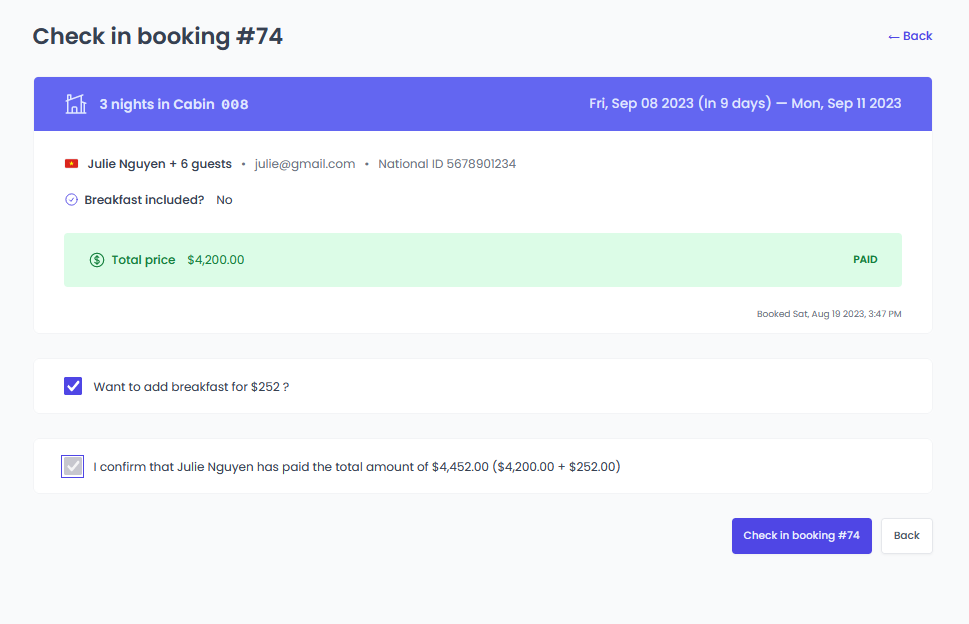 Check in booking #74
← Back
3 nights in Cabin 008
Fri, Sep 08 2023 (In 9 days) — Mon, Sep 11 2023
Julie Nguyen + 6 guests • julie@gmail.com • National ID 5678901234
Breakfast included? No
Total price $4,200.00
PAID
Booked Sat, Aug 19 2023, 3:47 PM
Want to add breakfast for $252 ?
I confirm that Julie Nguyen has paid the total amount of $4,452.00 ($4,200.00 + $252.00)
Check in booking #74
Back